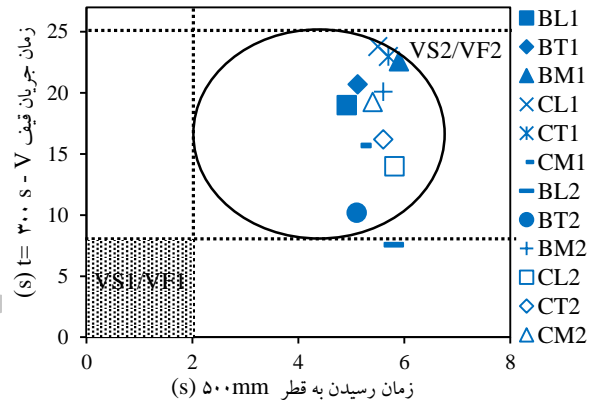 زمان جریان قیف t= ۳۰۰ s - V (s)
25
20
15
10
5
0
0 2 4 6 8
زمان رسیدن به قطر ۵۰۰mm (s)
VS2/VF2
VS1/VF1
BL1
BT1
BM1
CL1
CT1
CM1
BL2
BT2
BM2
CL2
CT2
CM2